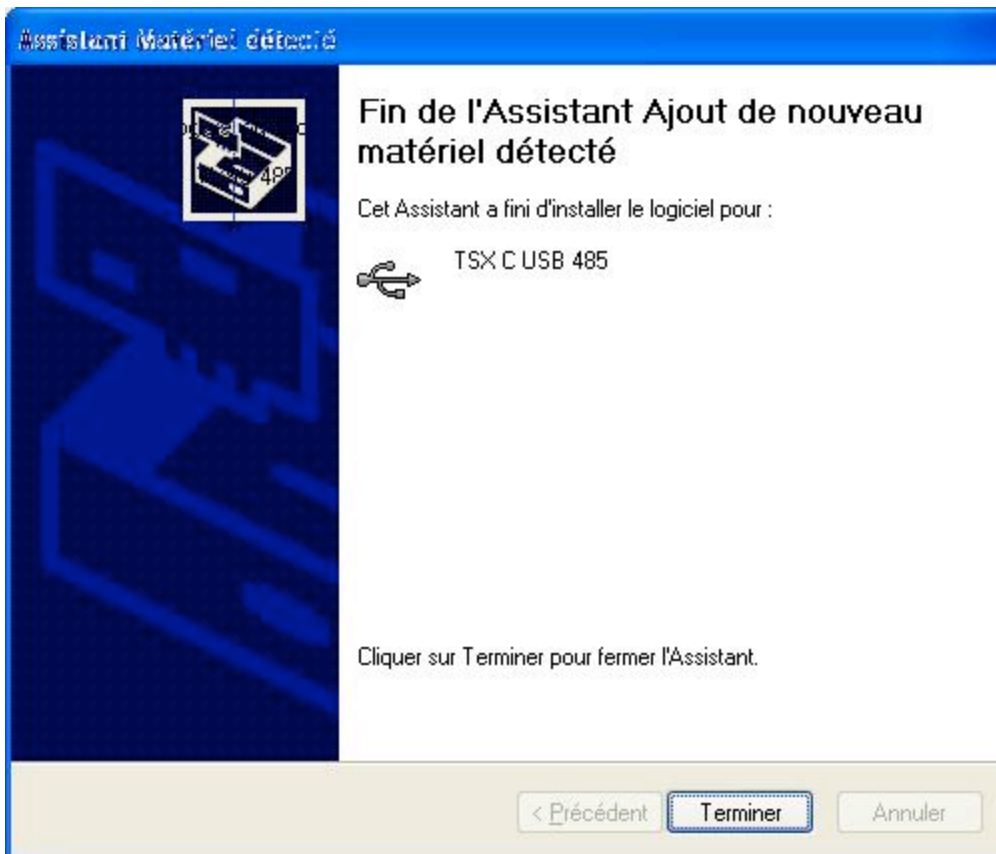 Assistant Matériel détecté
Fin de l'Assistant Ajout de nouveau
matériel détecté
Cet Assistant a fini d'installer le logiciel pour :
TSX C USB 485
Cliquer sur Terminer pour fermer l'Assistant.
< Précédent
Terminer
Annuler